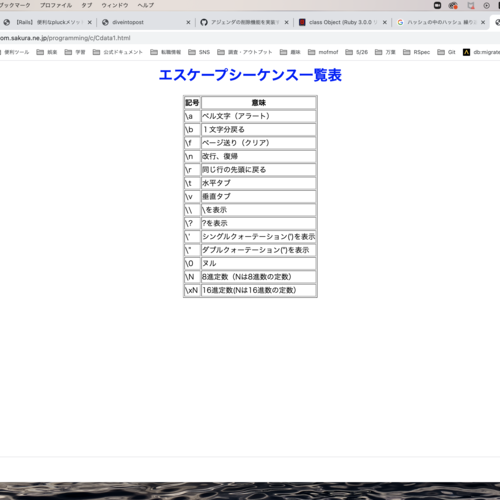 ブックマーク プロファイル タブ ウィンドウ ヘルプ
【Rails】 便利なpluckメソッ diveintopost アジェンダの削除機能を実装 class Object (Ruby 3.0.0 ハッシュの中のハッシュ
om.sakura.ne.jp/programming/c/Cdata1.html
便利ツール 娯楽 学習 公式ドキュメント 転職情報 SNS 調査・アウトプット 趣味 mofmof 5/26 万葉 RSpec Git db:migrate
エスケープシーケンス一覧表
記号 意味
\a ベル文字（アラート）
\b １文字分戻る
\f ページ送り（クリア）
\n 改行、復帰
\r 同じ行の先頭に戻る
\t 水平タブ
\v 垂直タブ
\\ \を表示
\? ?を表示
\' シングルクォーテーション(')を表示
\" ダブルクォーテーション(")を表示
\0 ヌル
\N 8進定数（Nは8進数の定数）
\xN 16進定数(Nは16進数の定数）